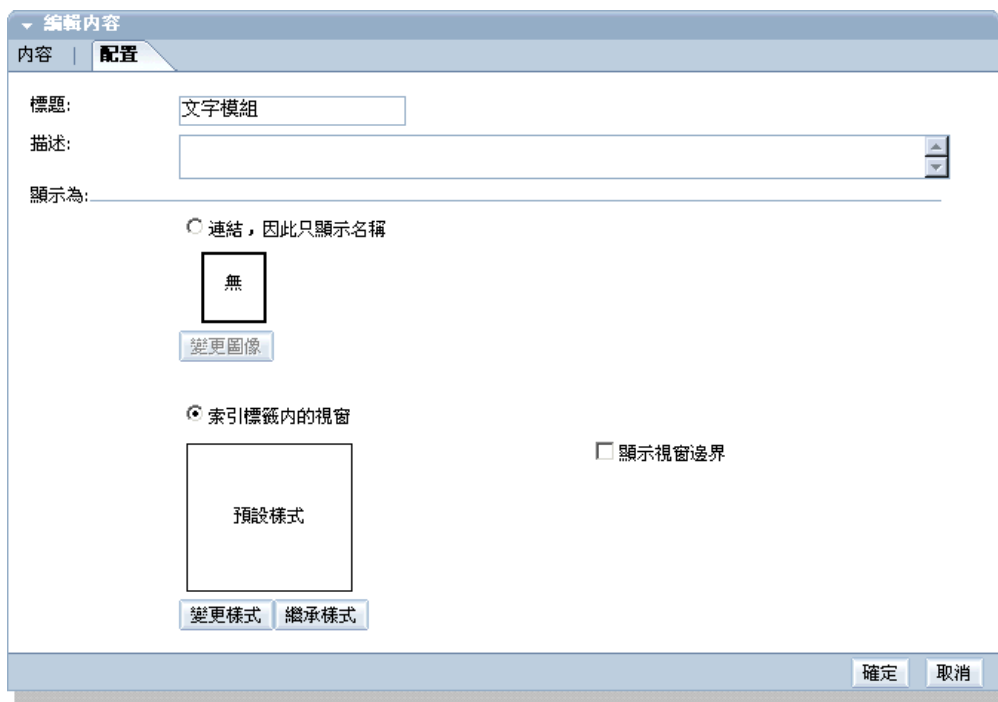 編輯內容
內容 | 配置
標題: 文字模組
描述:
顯示為:
連結，因此只顯示名稱
無
變更圖像
索引標籤內的視窗
顯示視窗邊界
預設樣式
變更樣式 繼承樣式
確定 取消